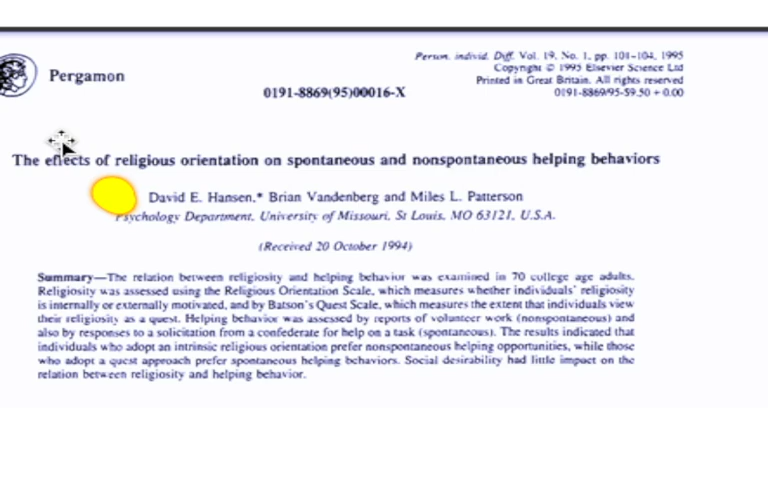 Person. individ. Diff. Vol. 19, No. 1, pp. 101-104, 1995
Copyright © 1995 Elsevier Science Ltd
Printed in Great Britain. All rights reserved
0191-8869/95 $9.50 + 0.00
Pergamon
0191-8869(95)00016-X
The effects of religious orientation on spontaneous and nonspontaneous helping behaviors
David E. Hansen,* Brian Vandenberg and Miles L. Patterson
Psychology Department, University of Missouri, St Louis, MO 63121, U.S.A.
(Received 20 October 1994)
Summary—The relation between religiosity and helping behavior was examined in 70 college age adults.
Religiosity was assessed using the Religious Orientation Scale, which measures whether individuals' religiosity
is internally or externally motivated, and by Batson's Quest Scale, which measures the extent that individuals view
their religiosity as a quest. Helping behavior was assessed by reports of volunteer work (nonspontaneous) and
also by responses to a solicitation from a confederate for help on a task (spontaneous). The results indicated that
individuals who adopt an intrinsic religious orientation prefer nonspontaneous helping opportunities, while those
who adopt a quest approach prefer spontaneous helping behaviors. Social desirability had little impact on the
relation between religiosity and helping behavior.